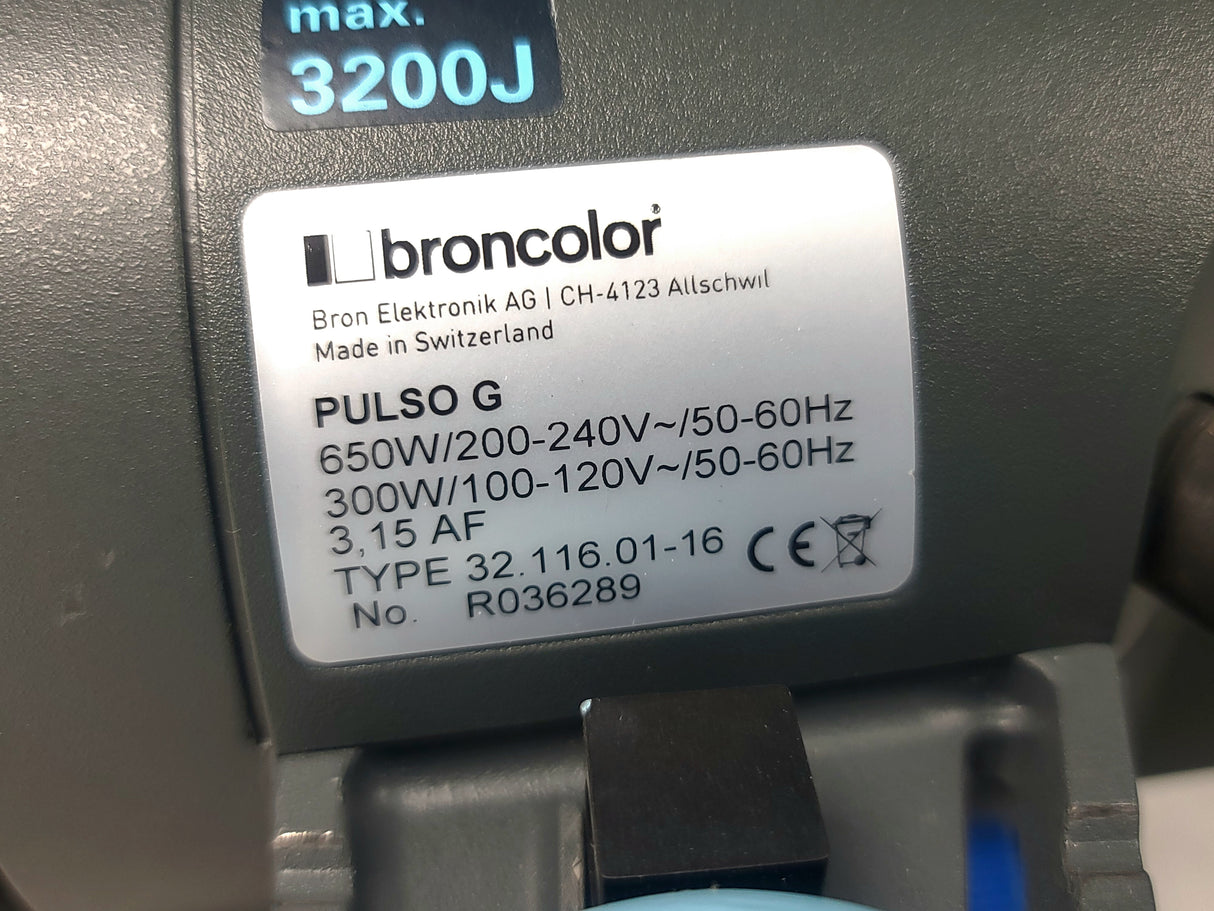 max.
3200J
broncolor®
Bron Elektronik AG | CH-4123 Allschwil
Made in Switzerland
PULSO G
650W/200-240V~/50-60Hz
300W/100-120V~/50-60Hz
3,15 AF
TYPE 32.116.01-16 CE
No. R036289